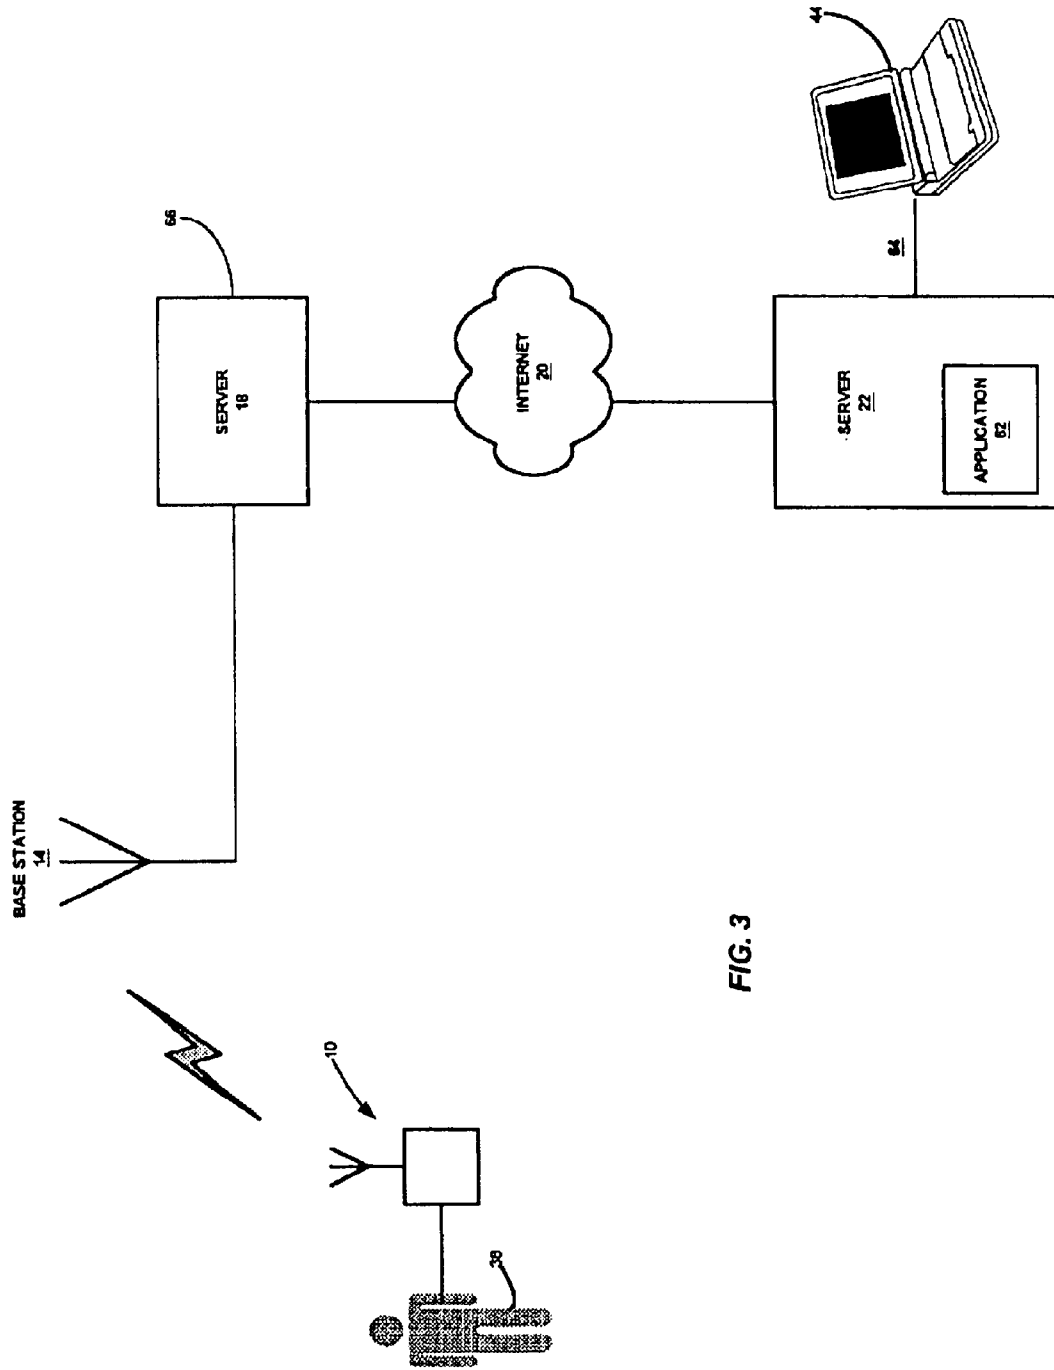 BASE STATION
14
66
SERVER
18
10
38
INTERNET
20
FIG. 3
44
SERVER
22
64
APPLICATION
62